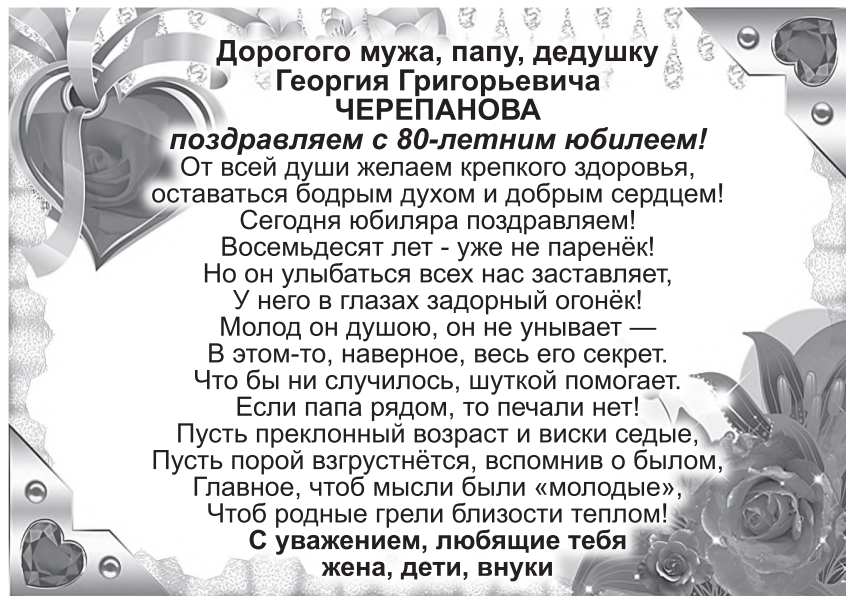 Дорогого мужа, папу, дедушку
Георгия Григорьевича
ЧЕРЕПАНОВА
поздравляем с 80-летним юбилеем!
От всей души желаем крепкого здоровья,
оставаться бодрым духом и добрым сердцем!
Сегодня юбиляра поздравляем!
Восемьдесят лет - уже не паренёк!
Но он улыбаться всех нас заставляет,
У него в глазах задорный огонёк!
Молод он душою, он не унывает —
В этом-то, наверное, весь его секрет.
Что бы ни случилось, шуткой помогает.
Если папа рядом, то печали нет!
Пусть преклонный возраст и виски седые,
Пусть порой взгрустнётся, вспомнив о былом,
Главное, чтоб мысли были «молодые»,
Чтоб родные грели близости теплом!
С уважением, любящие тебя
жена, дети, внуки